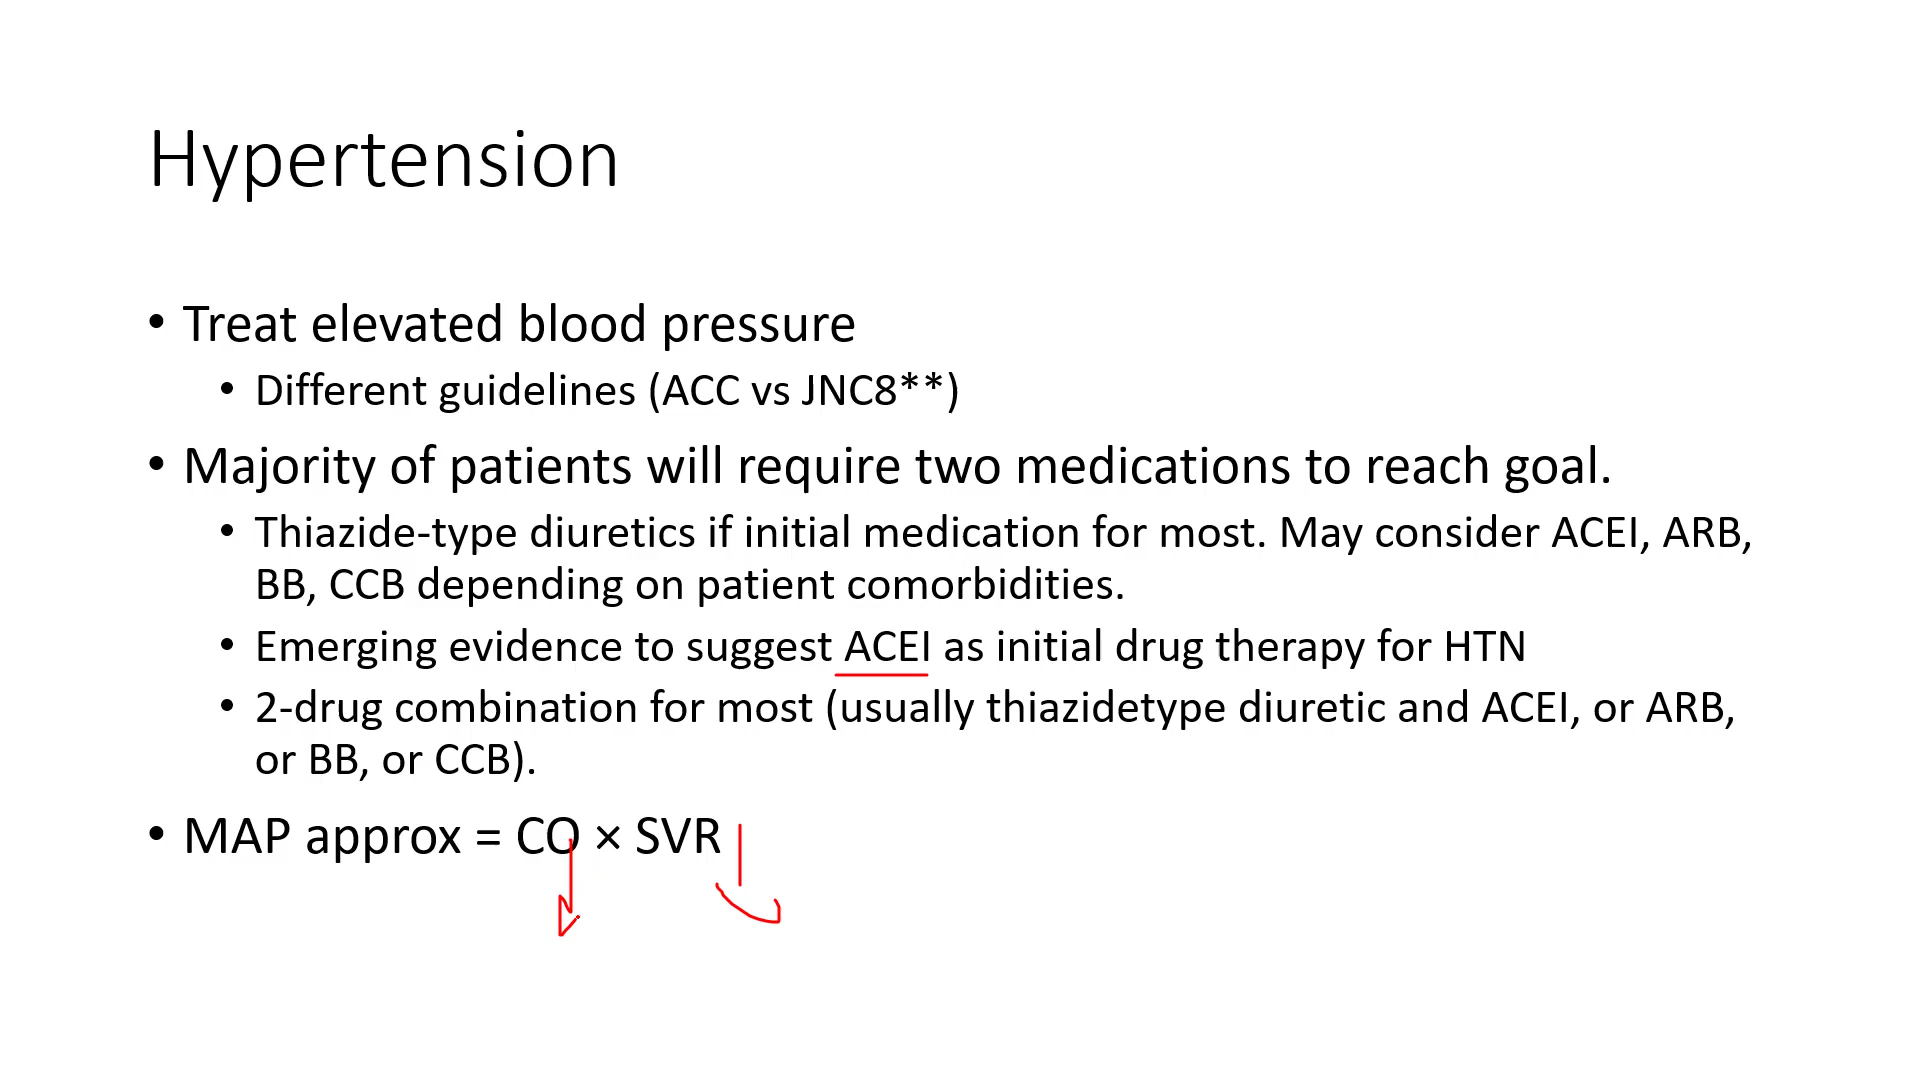 Hypertension
• Treat elevated blood pressure
• Different guidelines (ACC vs JNC8**)
• Majority of patients will require two medications to reach goal.
• Thiazide-type diuretics if initial medication for most. May consider ACEI, ARB,
BB, CCB depending on patient comorbidities.
• Emerging evidence to suggest ACEI as initial drug therapy for HTN
• 2-drug combination for most (usually thiazidetype diuretic and ACEI, or ARB,
or BB, or CCB).
• MAP approx = CO × SVR